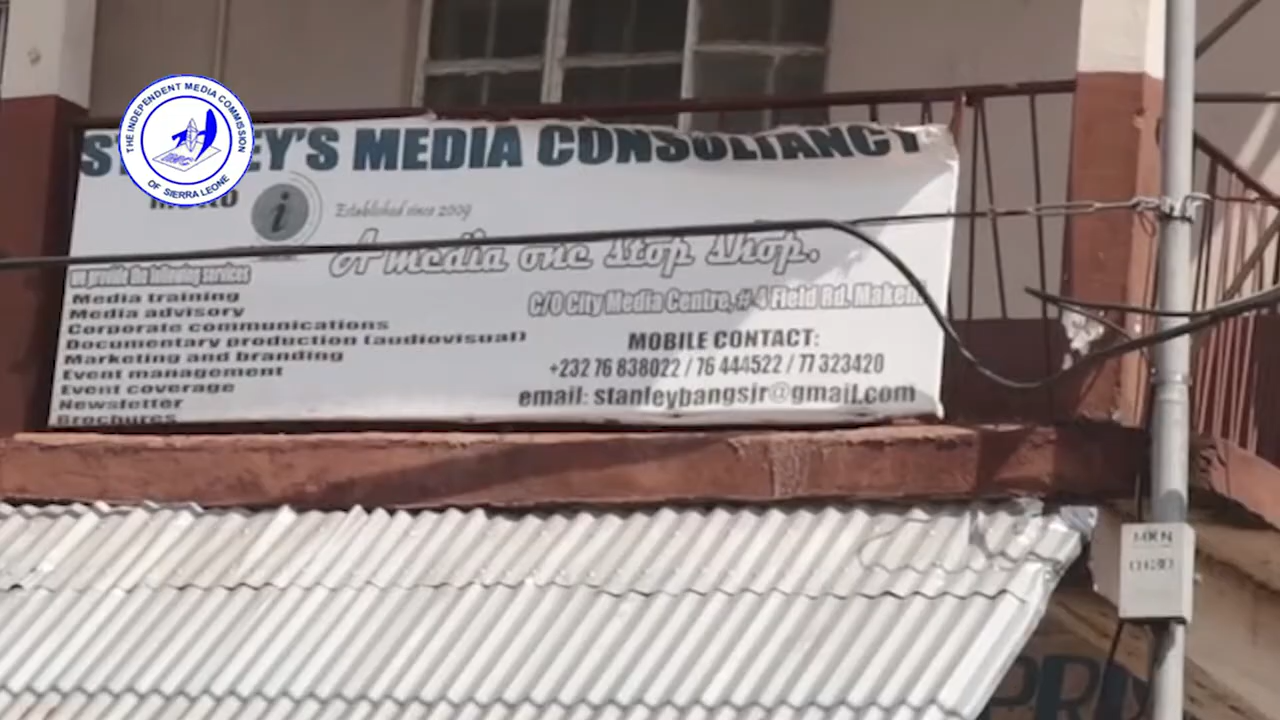 THE INDEPENDENT MEDIA COMMISSION
OF SIERRA LEONE
EY'S MEDIA CONSULTANCY
i
Established since 2009
A media one stop shop.
we provide the following services
Media training
Media advisory
Corporate communications
Documentary production (audiovisual)
Marketing and branding
Event management
Event coverage
Newsletter
Brochures
C/O City Media Centre, # 4 Field Rd. Makeni
MOBILE CONTACT:
+232 76 838022 / 76 444522 / 77 323420
email: stanleybangsjr@gmail.com